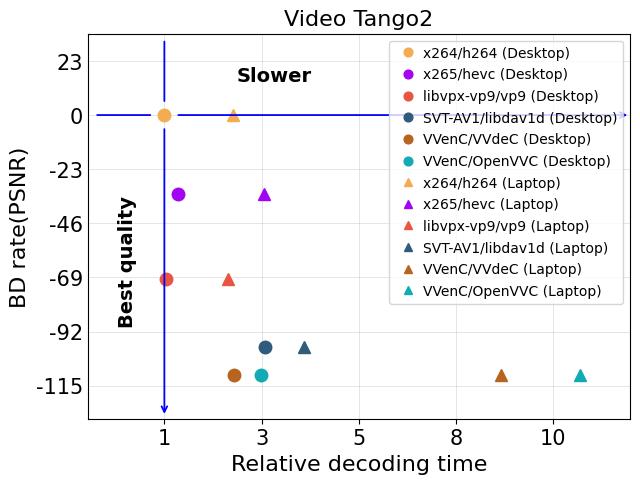 Video Tango2
BD rate(PSNR)
23
0
-23
-46
-69
-92
-115
Slower
Best quality
x264/h264 (Desktop)
x265/hevc (Desktop)
libvpx-vp9/vp9 (Desktop)
SVT-AV1/libdav1d (Desktop)
VVenC/VVdeC (Desktop)
VVenC/OpenVVC (Desktop)
x264/h264 (Laptop)
x265/hevc (Laptop)
libvpx-vp9/vp9 (Laptop)
SVT-AV1/libdav1d (Laptop)
VVenC/VVdeC (Laptop)
VVenC/OpenVVC (Laptop)
1 3 5 8 10
Relative decoding time